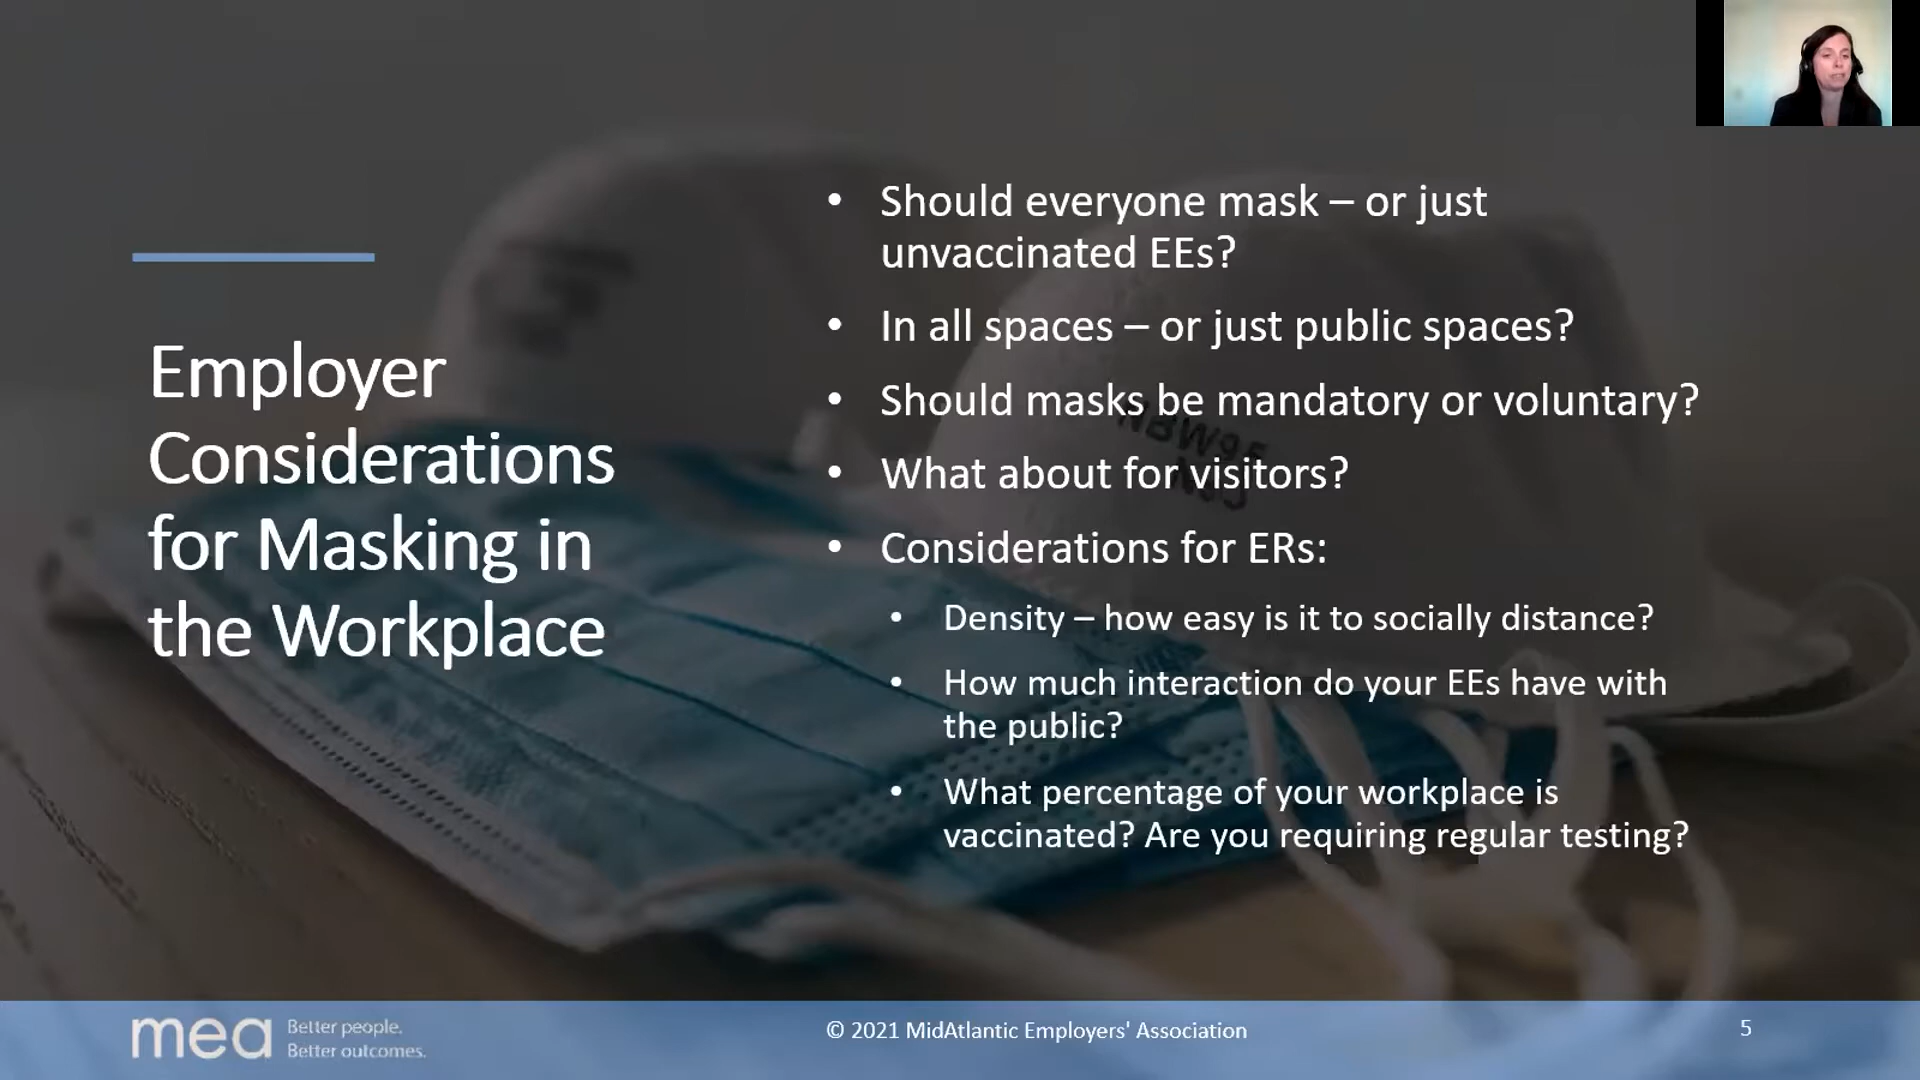 Employer
Considerations
for Masking in
the Workplace
• Should everyone mask – or just
unvaccinated EEs?
• In all spaces – or just public spaces?
• Should masks be mandatory or voluntary?
• What about for visitors?
• Considerations for ERs:
• Density – how easy is it to socially distance?
• How much interaction do your EEs have with
the public?
• What percentage of your workplace is
vaccinated? Are you requiring regular testing?
NBW95
mea
Better people.
Better outcomes.
© 2021 MidAtlantic Employers' Association
5